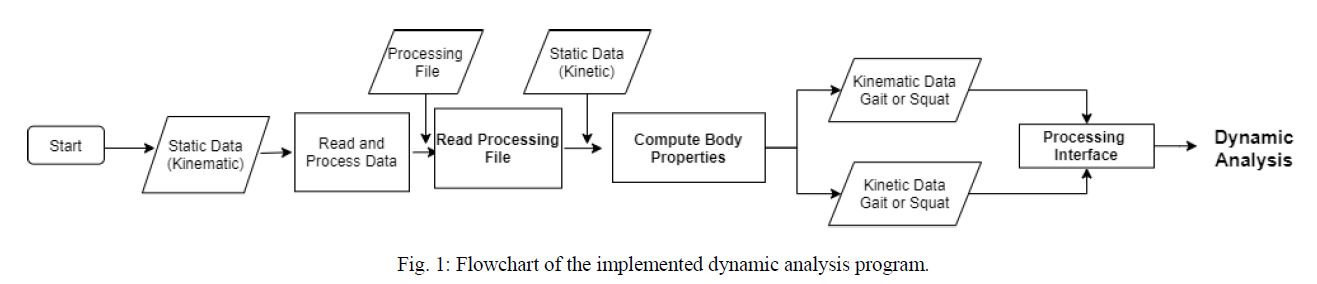 Start
Static Data
(Kinematic)
Read and
Process Data
Processing
File
Read Processing
File
Static Data
(Kinetic)
Compute Body
Properties
Kinematic Data
Gait or Squat
Kinetic Data
Gait or Squat
Processing
Interface
Dynamic
Analysis
Fig. 1: Flowchart of the implemented dynamic analysis program.